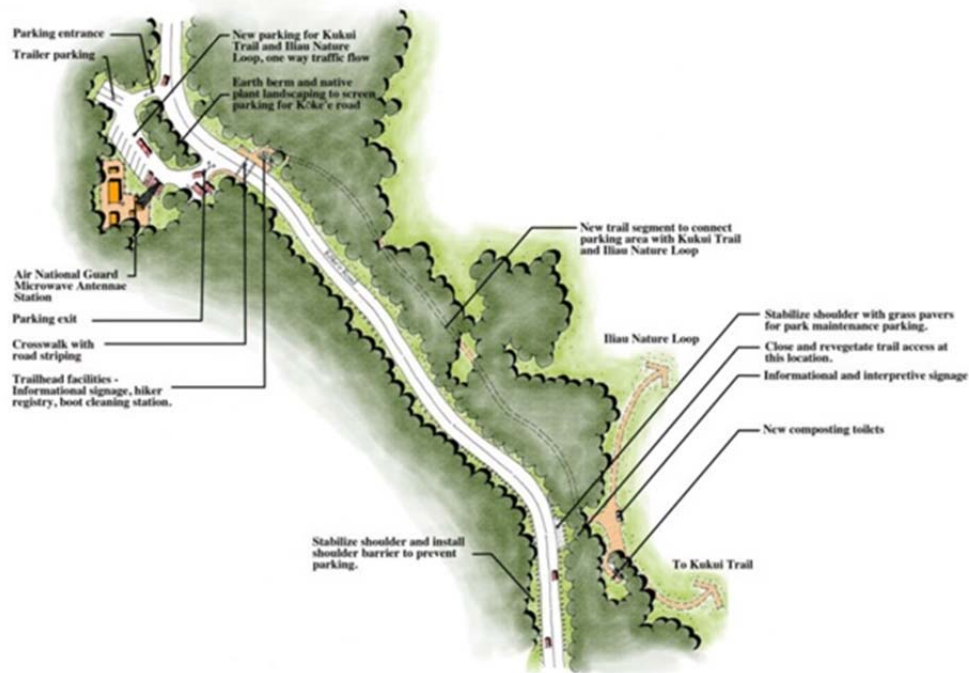 Parking entrance
Trailer parking
New parking for Kukui
Trail and Iliau Nature
Loop, one way traffic flow
Earth berm and native
plant landscaping to screen
parking for Kōke'e road
New trail segment to connect
parking area with Kukui Trail
and Iliau Nature Loop
Kōke'e Road
Air National Guard
Microwave Antennae
Station
Parking exit
Crosswalk with
road striping
Trailhead facilities -
Informational signage, hiker
registry, boot cleaning station.
Stabilize shoulder with grass pavers
for park maintenance parking.
Iliau Nature Loop
Close and revegetate trail access at
this location.
Informational and interpretive signage
New composting toilets
Stabilize shoulder and install
shoulder barrier to prevent
parking.
To Kukui Trail